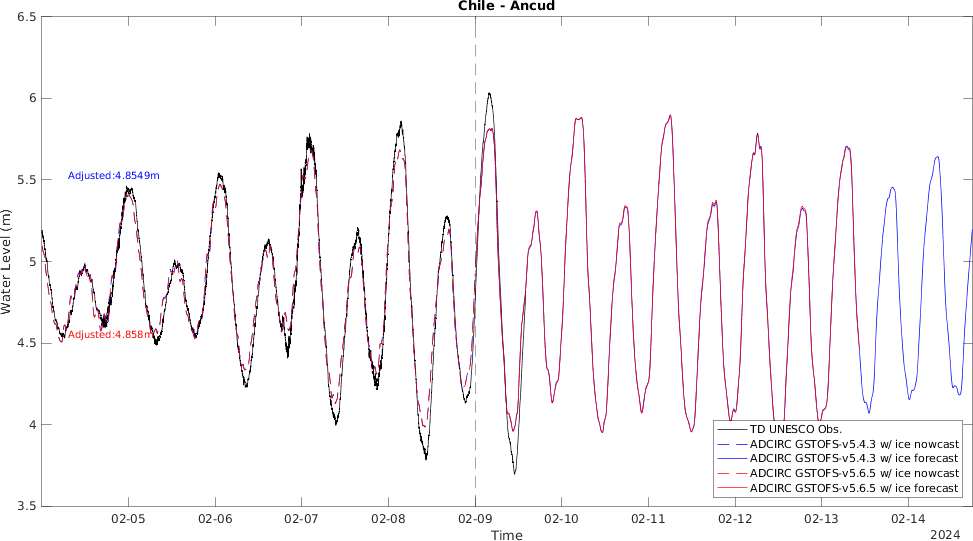 Chile - Ancud
6.5
6
5.5
5
4.5
4
3.5
Water Level (m)
Adjusted:4.8549m
Adjusted:4.858m
TD UNESCO Obs.
ADCIRC GSTOFS-v5.4.3 w/ ice nowcast
ADCIRC GSTOFS-v5.4.3 w/ ice forecast
ADCIRC GSTOFS-v5.6.5 w/ ice nowcast
ADCIRC GSTOFS-v5.6.5 w/ ice forecast
02-05 02-06 02-07 02-08 02-09 02-10 02-11 02-12 02-13 02-14
Time
2024